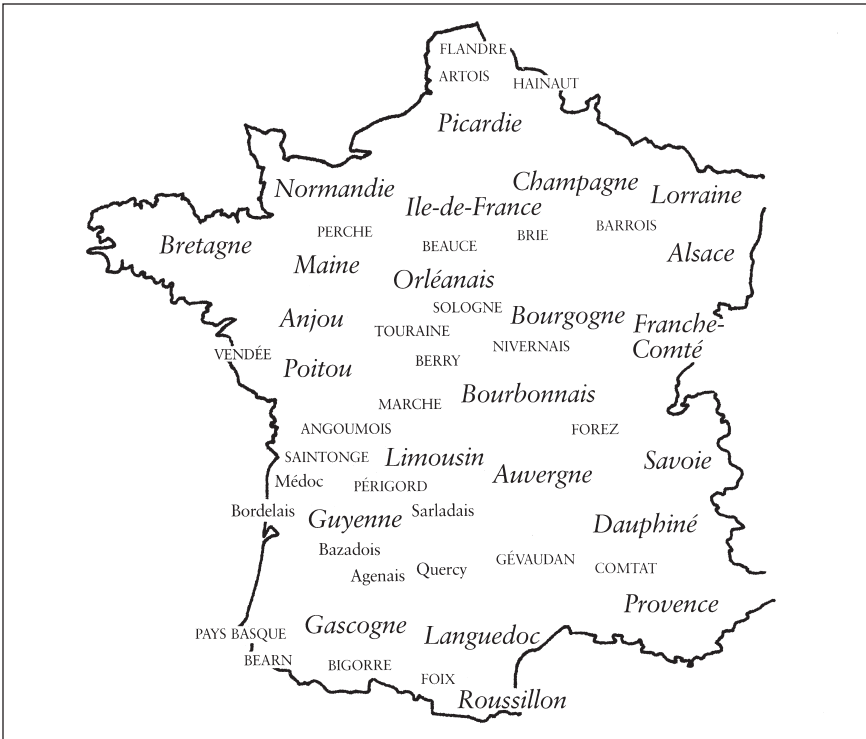 FLANDRE
ARTOIS
HAINAUT
Picardie
Normandie
Champagne
Lorraine
Ile-de-France
PERCHE
BEAUCE
BRIE
BARROIS
Bretagne
Maine
Alsace
Orléanais
SOLOGNE
Anjou
TOURAINE
Bourgogne
Franche-
Comté
VENDÉE
Poitou
BERRY
NIVERNAIS
Bourbonnais
MARCHE
ANGOUMOIS
FOREZ
SAINTONGE
Limousin
Savoie
Médoc
PÉRIGORD
Auvergne
Bordelais
Guyenne
Sarladais
Dauphiné
Bazadois
Agenais
Quercy
GÉVAUDAN
COMTAT
Provence
PAYS BASQUE
Gascogne
Languedoc
BEARN
BIGORRE
FOIX
Roussillon